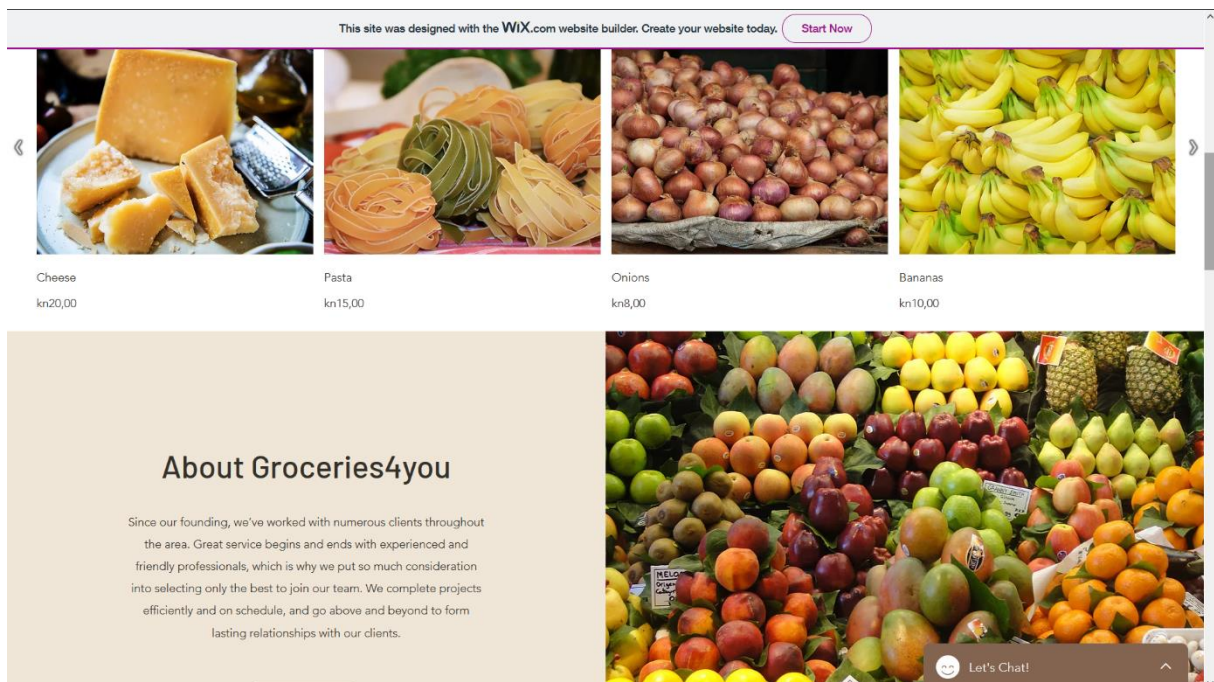 This site was designed with the WiX.com website builder. Create your website today. Start Now
Cheese
kn20,00
Pasta
kn15,00
Onions
kn8,00
Bananas
kn10,00
About Groceries4you
Since our founding, we've worked with numerous clients throughout
the area. Great service begins and ends with experienced and
friendly professionals, which is why we put so much consideration
into selecting only the best to join our team. We complete projects
efficiently and on schedule, and go above and beyond to form
lasting relationships with our clients.
Let's Chat!